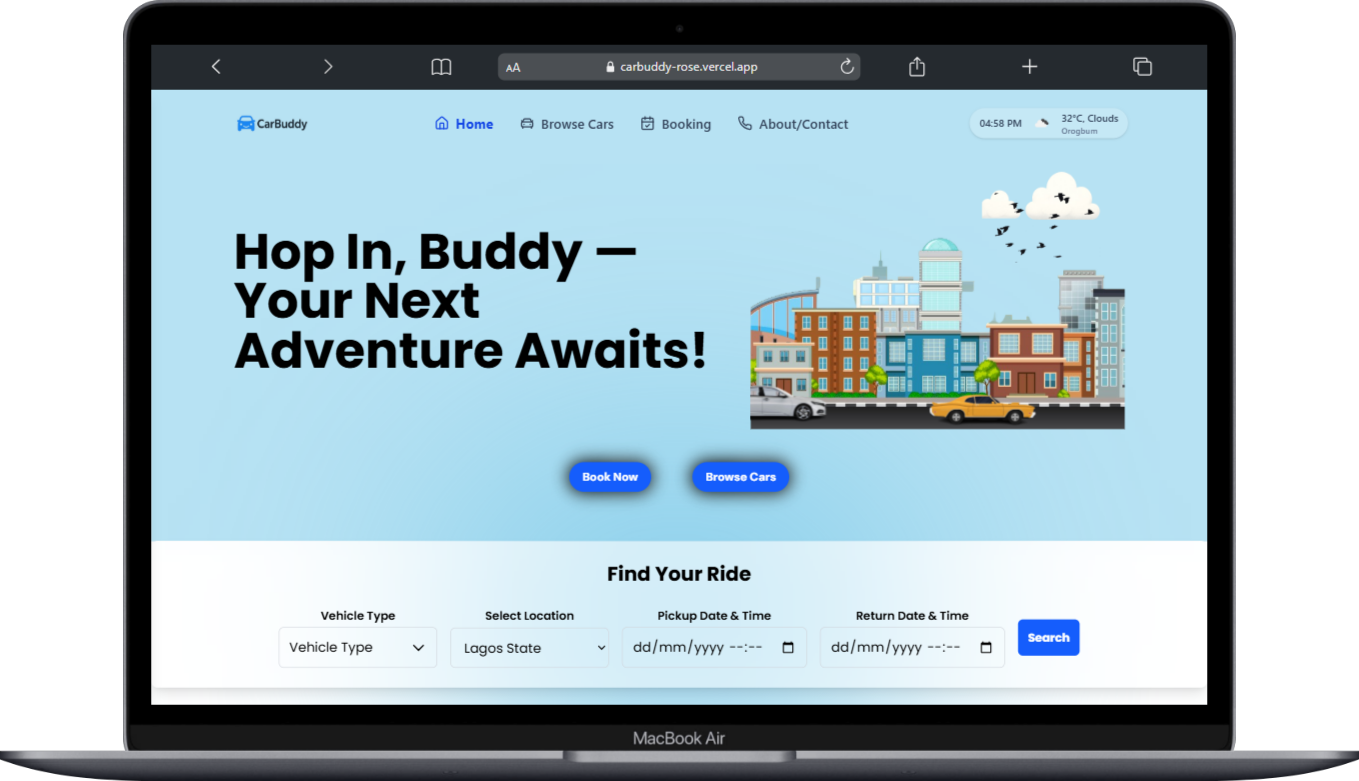 AA carbuddy-rose.vercel.app
CarBuddy Home Browse Cars Booking About/Contact 04:58 PM 32°C, Clouds
Orogbum
Hop In, Buddy —
Your Next
Adventure Awaits!
Book Now Browse Cars
Find Your Ride
Vehicle Type Select Location Pickup Date & Time Return Date & Time
Vehicle Type Lagos State dd/mm/yyyy --:-- dd/mm/yyyy --:-- Search
MacBook Air